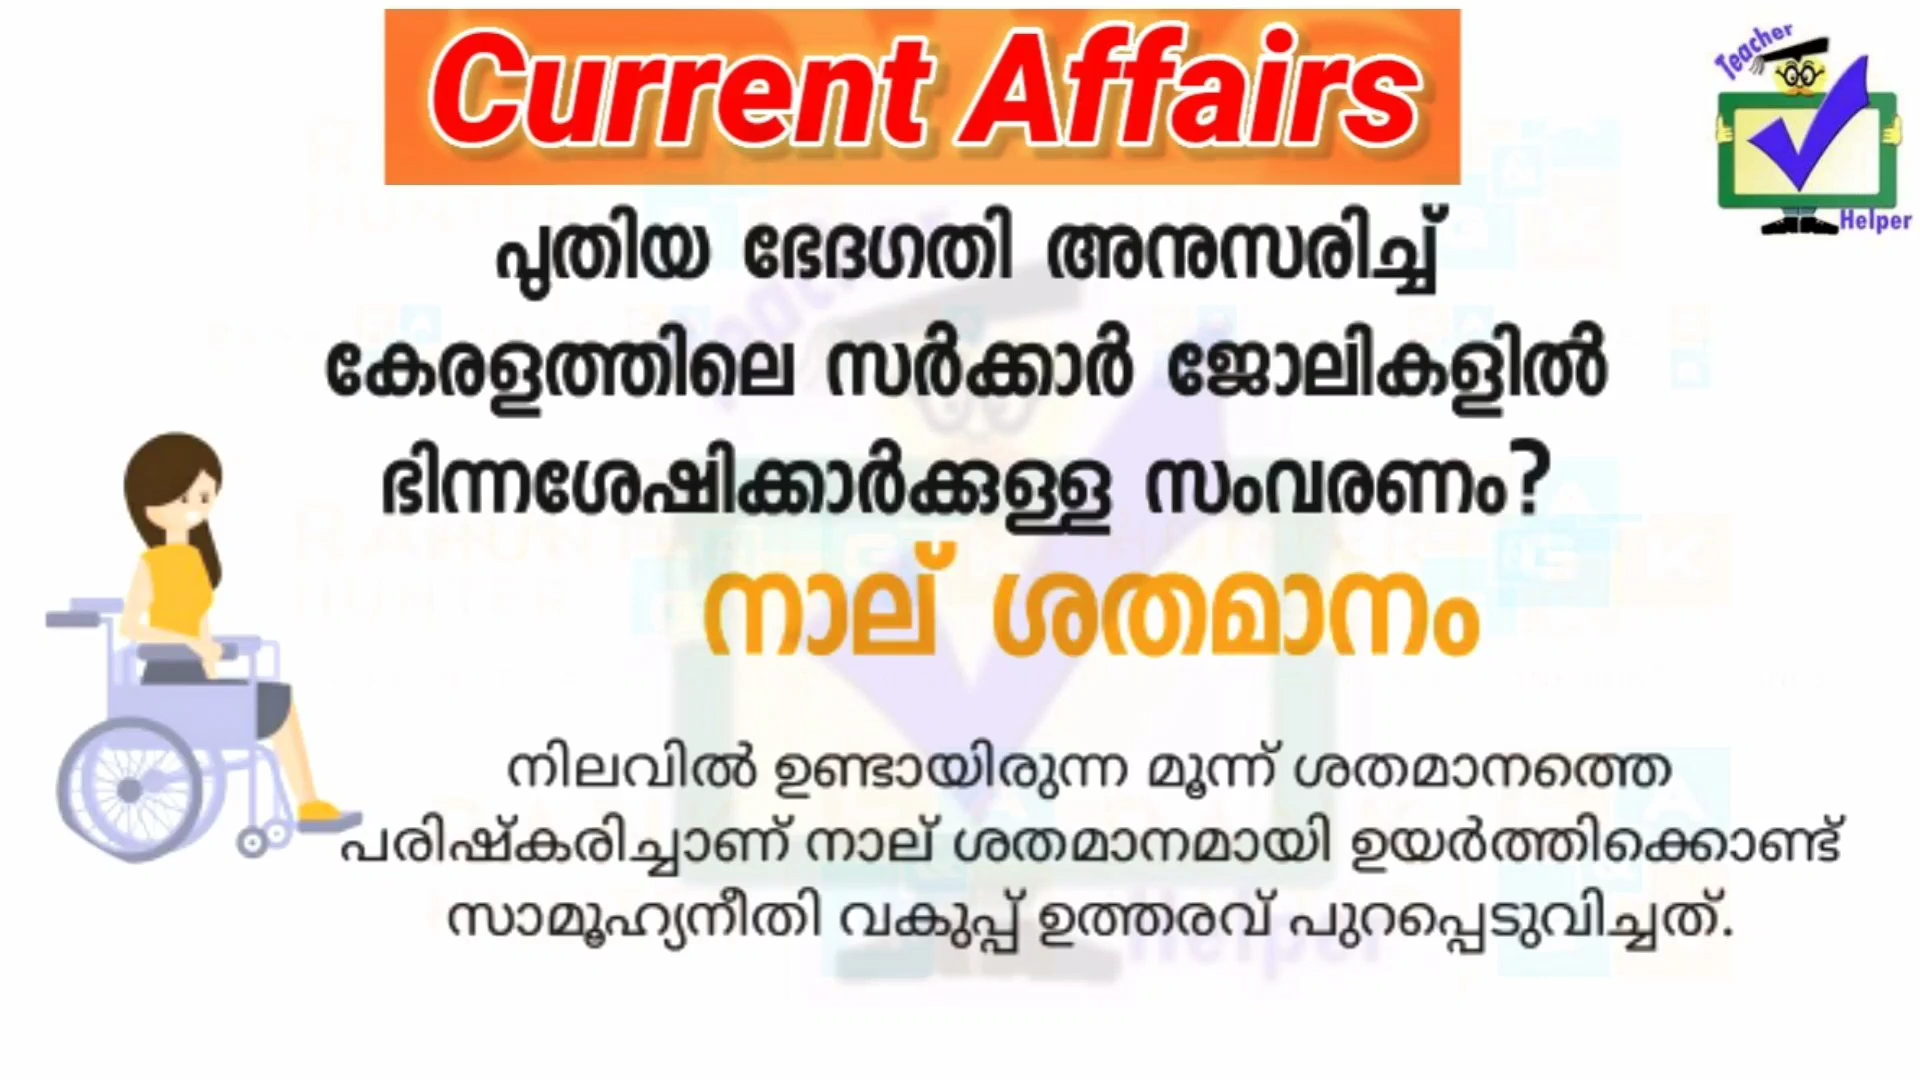 Current Affairs
Teacher
Helper
പുതിയ ഭേദഗതി അനുസരിച്ച്
കേരളത്തിലെ സർക്കാർ ജോലികളിൽ
ഭിന്നശേഷിക്കാർക്കുള്ള സംവരണം?
നാല് ശതമാനം
നിലവിൽ ഉണ്ടായിരുന്ന മൂന്ന് ശതമാനത്തെ
പരിഷ്കരിച്ചാണ് നാല് ശതമാനമായി ഉയർത്തിക്കൊണ്ട്
സാമൂഹ്യനീതി വകുപ്പ് ഉത്തരവ് പുറപ്പെടുവിച്ചത്.